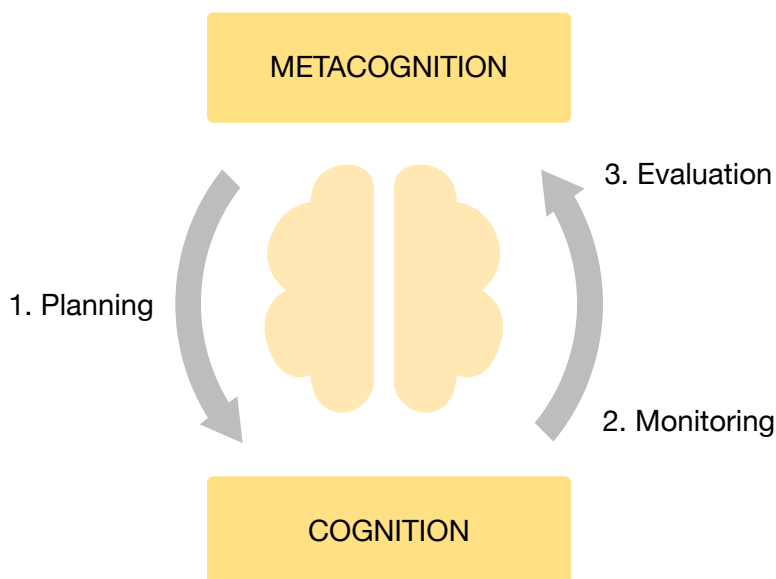 METACOGNITION
3. Evaluation
1. Planning
2. Monitoring
COGNITION